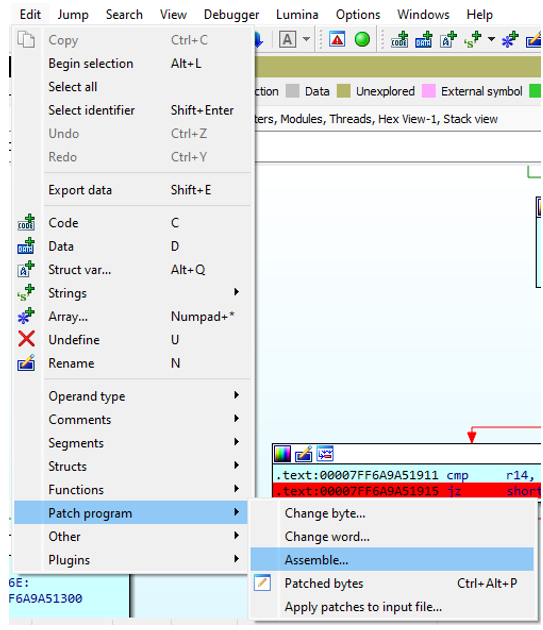 Edit Jump Search View Debugger Lumina Options Windows Help
Copy Ctrl+C
Begin selection Alt+L
Select all
Select identifier Shift+Enter
Undo Ctrl+Z
Redo Ctrl+Y
Export data Shift+E
Code C
Data D
Struct var... Alt+Q
Strings
Array... Numpad+*
Undefine U
Rename N
Operand type
Comments
Segments
Structs
Functions
Patch program
Other
Plugins
Change byte...
Change word...
Assemble...
Patched bytes Ctrl+Alt+P
Apply patches to input file...
Data Unexplored External symbol
Modules, Threads, Hex View-1, Stack view
.text:00007FF6A9A51911 cmp r14,
.text:00007FF6A9A51915 jz short
6E:
F6A9A51300